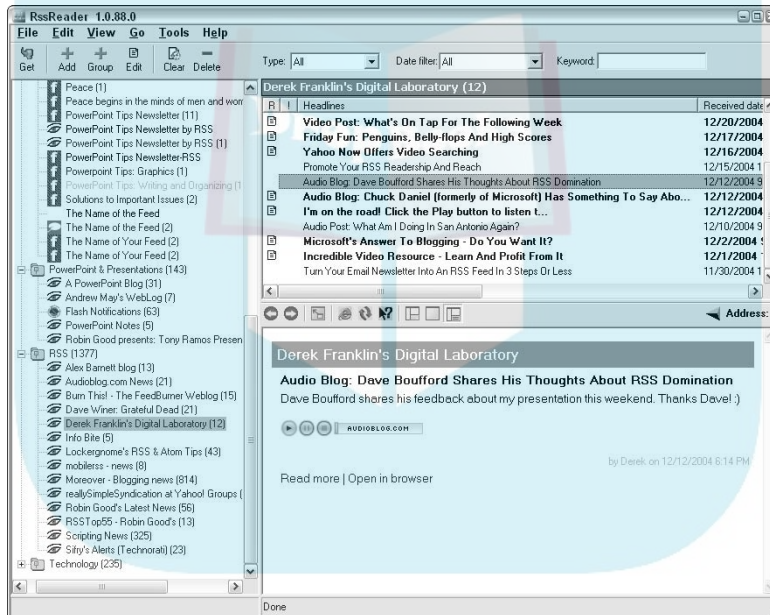 RssReader 1.0.88.0
File Edit View Go Tools Help
Get Add Group Edit Clear Delete Type: All Date filter: All Keyword:
Peace (1)
Peace begins in the minds of men and wom
PowerPoint Tips Newsletter (11)
PowerPoint Tips Newsletter by RSS
PowerPoint Tips Newsletter by RSS (1)
PowerPoint Tips Newsletter-RSS
Powerpoint Tips: Graphics (1)
PowerPoint Tips: Writing and Organizing (1
Solutions to Important Issues (2)
The Name of the Feed
The Name of the Feed (2)
The Name of Your Feed (2)
The Name of Your Feed (2)
PowerPoint & Presentations (143)
A PowerPoint Blog (31)
Andrew May's WebLog (7)
Flash Notifications (63)
PowerPoint Notes (5)
Robin Good presents: Tony Ramos Presen
RSS (1377)
Alex Barnett blog (13)
Audioblog.com News (21)
Burn This! - The FeedBurner Weblog (15)
Dave Winer: Grateful Dead (21)
Derek Franklin's Digital Laboratory (12)
Info Bite (5)
Lockergnome's RSS & Atom Tips (43)
mobilerss - news (8)
Moreover - Blogging news (814)
reallySimpleSyndication at Yahoo! Groups (
Robin Good's Latest News (56)
RSSTop55 - Robin Good's (13)
Scripting News (325)
Sifry's Alerts (Technorati) (23)
Technology (235)
Derek Franklin's Digital Laboratory (12)
R ! Headlines Received date
Video Post: What's On Tap For The Following Week 12/20/2004
Friday Fun: Penguins, Belly-flops And High Scores 12/17/2004
Yahoo Now Offers Video Searching 12/16/2004
Promote Your RSS Readership And Reach 12/15/2004 1
Audio Blog: Dave Boufford Shares His Thoughts About RSS Domination 12/12/2004 9
Audio Blog: Chuck Daniel (formerly of Microsoft) Has Something To Say Abo... 12/12/2004
I'm on the road! Click the Play button to listen t... 12/12/2004
Audio Post: What Am I Doing In San Antonio Again? 12/10/2004 9
Microsoft's Answer To Blogging - Do You Want It? 12/2/2004
Incredible Video Resource - Learn And Profit From It 12/1/2004
Turn Your Email Newsletter Into An RSS Feed In 3 Steps Or Less 11/30/2004 1
Address:
Derek Franklin's Digital Laboratory
Audio Blog: Dave Boufford Shares His Thoughts About RSS Domination
Dave Boufford shares his feedback about my presentation this weekend. Thanks Dave! :)
AUDIOBLOG.COM
by Derek on 12/12/2004 6:14 PM
Read more | Open in browser
Done